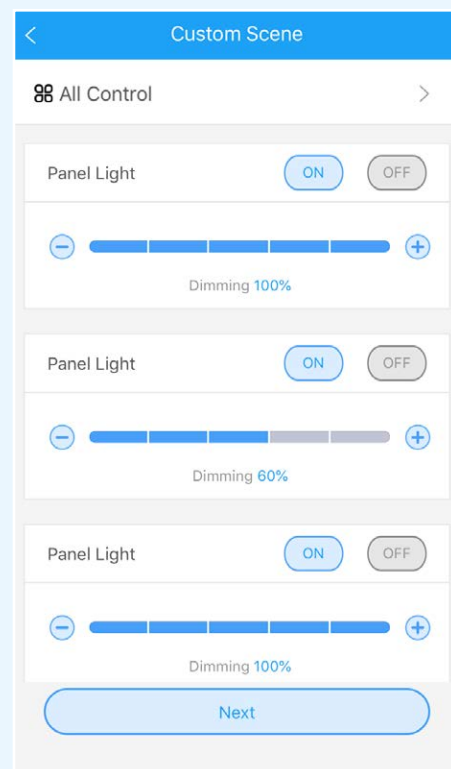 Custom Scene
All Control
Panel Light ON OFF
Dimming 100%
Panel Light ON OFF
Dimming 60%
Panel Light ON OFF
Dimming 100%
Next